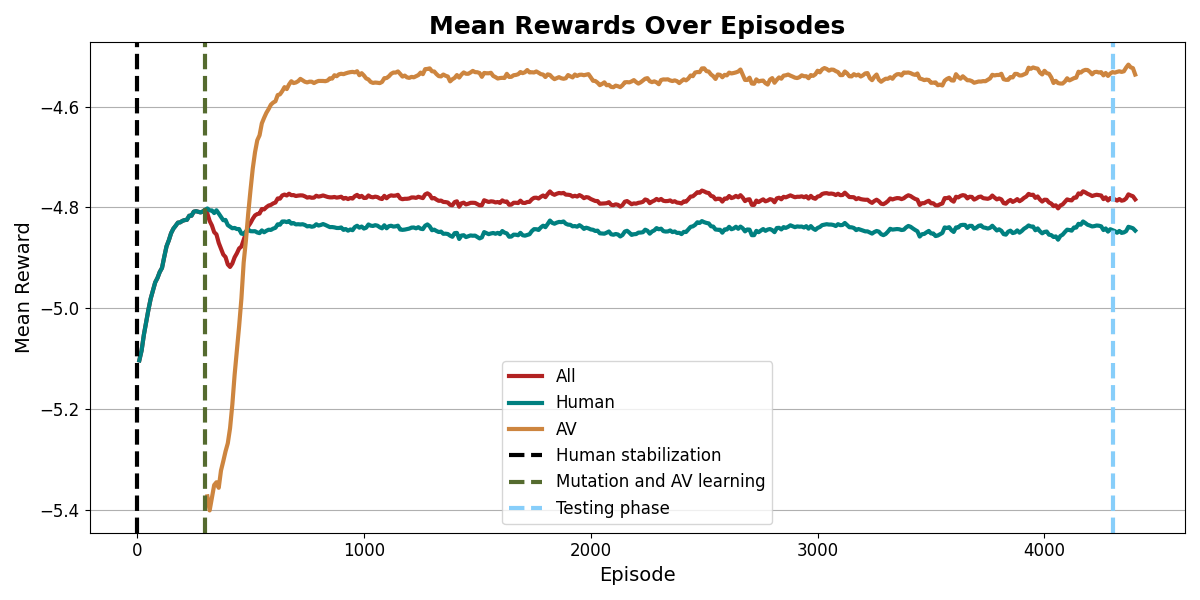 Mean Rewards Over Episodes
Mean Reward
−4.6
−4.8
−5.0
−5.2
−5.4
All
Human
AV
Human stabilization
Mutation and AV learning
Testing phase
0
1000
2000
3000
4000
Episode